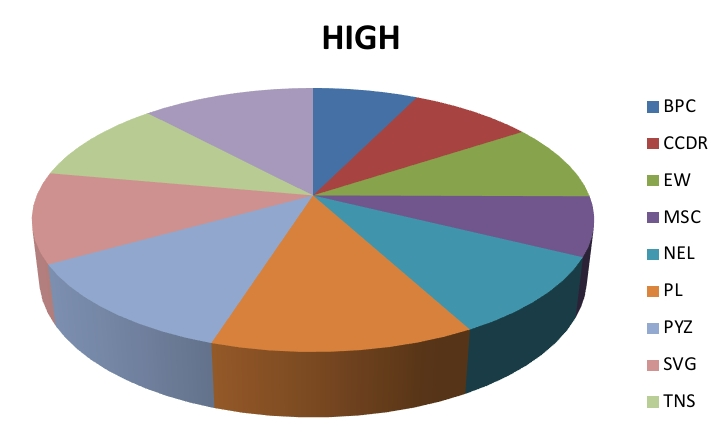 HIGH
BPC
CCDR
EW
MSC
NEL
PL
PYZ
SVG
TNS